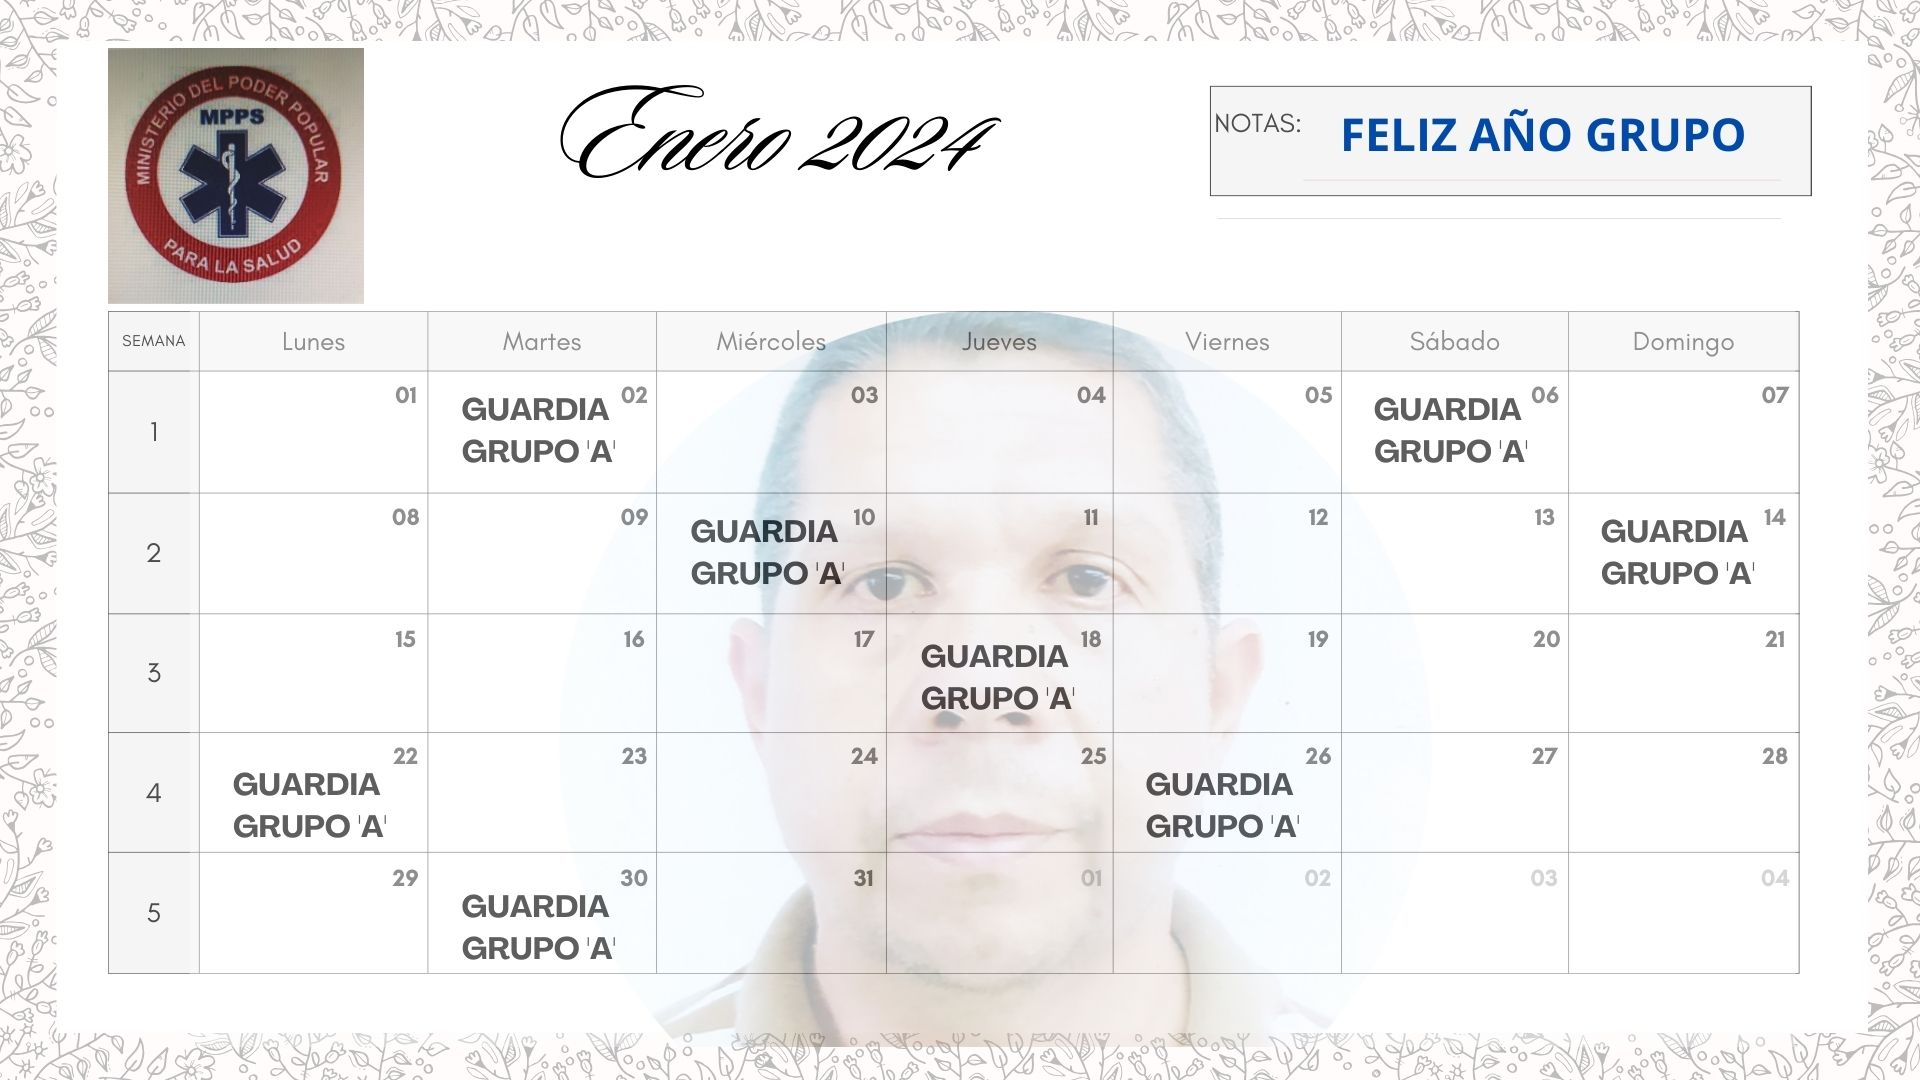 MINISTERIO DEL PODER POPULAR
MPPS
PARA LA SALUD
Enero 2024
NOTAS: FELIZ AÑO GRUPO
SEMANA Lunes Martes Miércoles Jueves Viernes Sábado Domingo
1 01 GUARDIA 02 03 04 05 GUARDIA 06 07
GRUPO 'A' GRUPO 'A'
2 08 09 GUARDIA 10 11 12 13 GUARDIA 14
GRUPO 'A' GRUPO 'A'
3 15 16 17 GUARDIA 18 19 20 21
GRUPO 'A'
4 22 23 24 25 26 27 28
GUARDIA GUARDIA
GRUPO 'A' GRUPO 'A'
5 29 30 31 01 02 03 04
GUARDIA
GRUPO 'A'